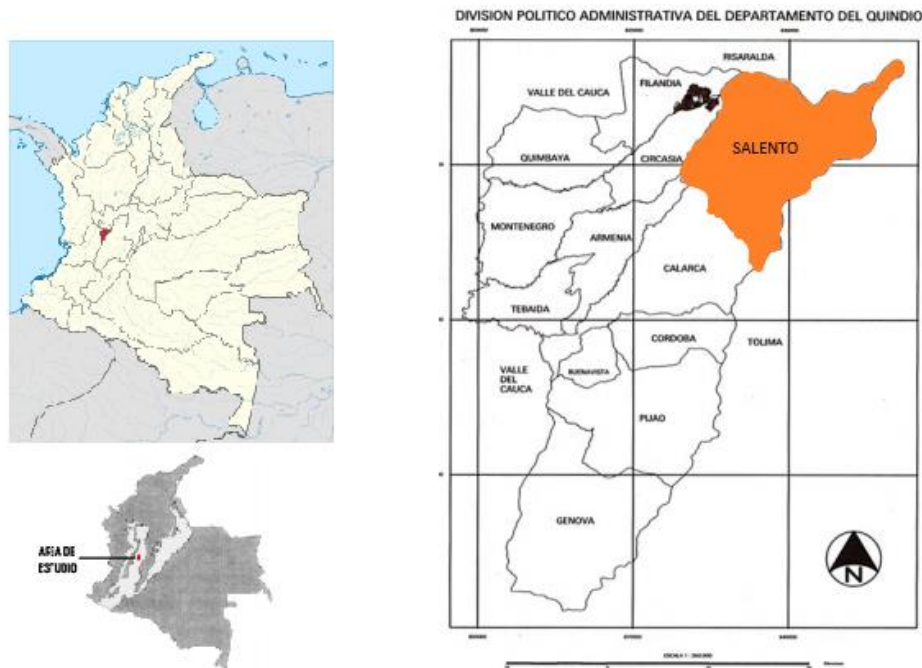 DIVISION POLITICO ADMINISTRATIVA DEL DEPARTAMENTO DEL QUINDIO
RISARALDA
FILANDIA
VALLE DEL CAUCA
SALENTO
QUIMBAYA
CIRCASIA
MONTENEGRO
ARMENIA
CALARCA
TEBAIDA
CORDOBA
TOLIMA
VALLE
DEL
CAUCA
BUENAVISTA
PIJAO
GENOVA
N
AREA DE
ESTUDIO